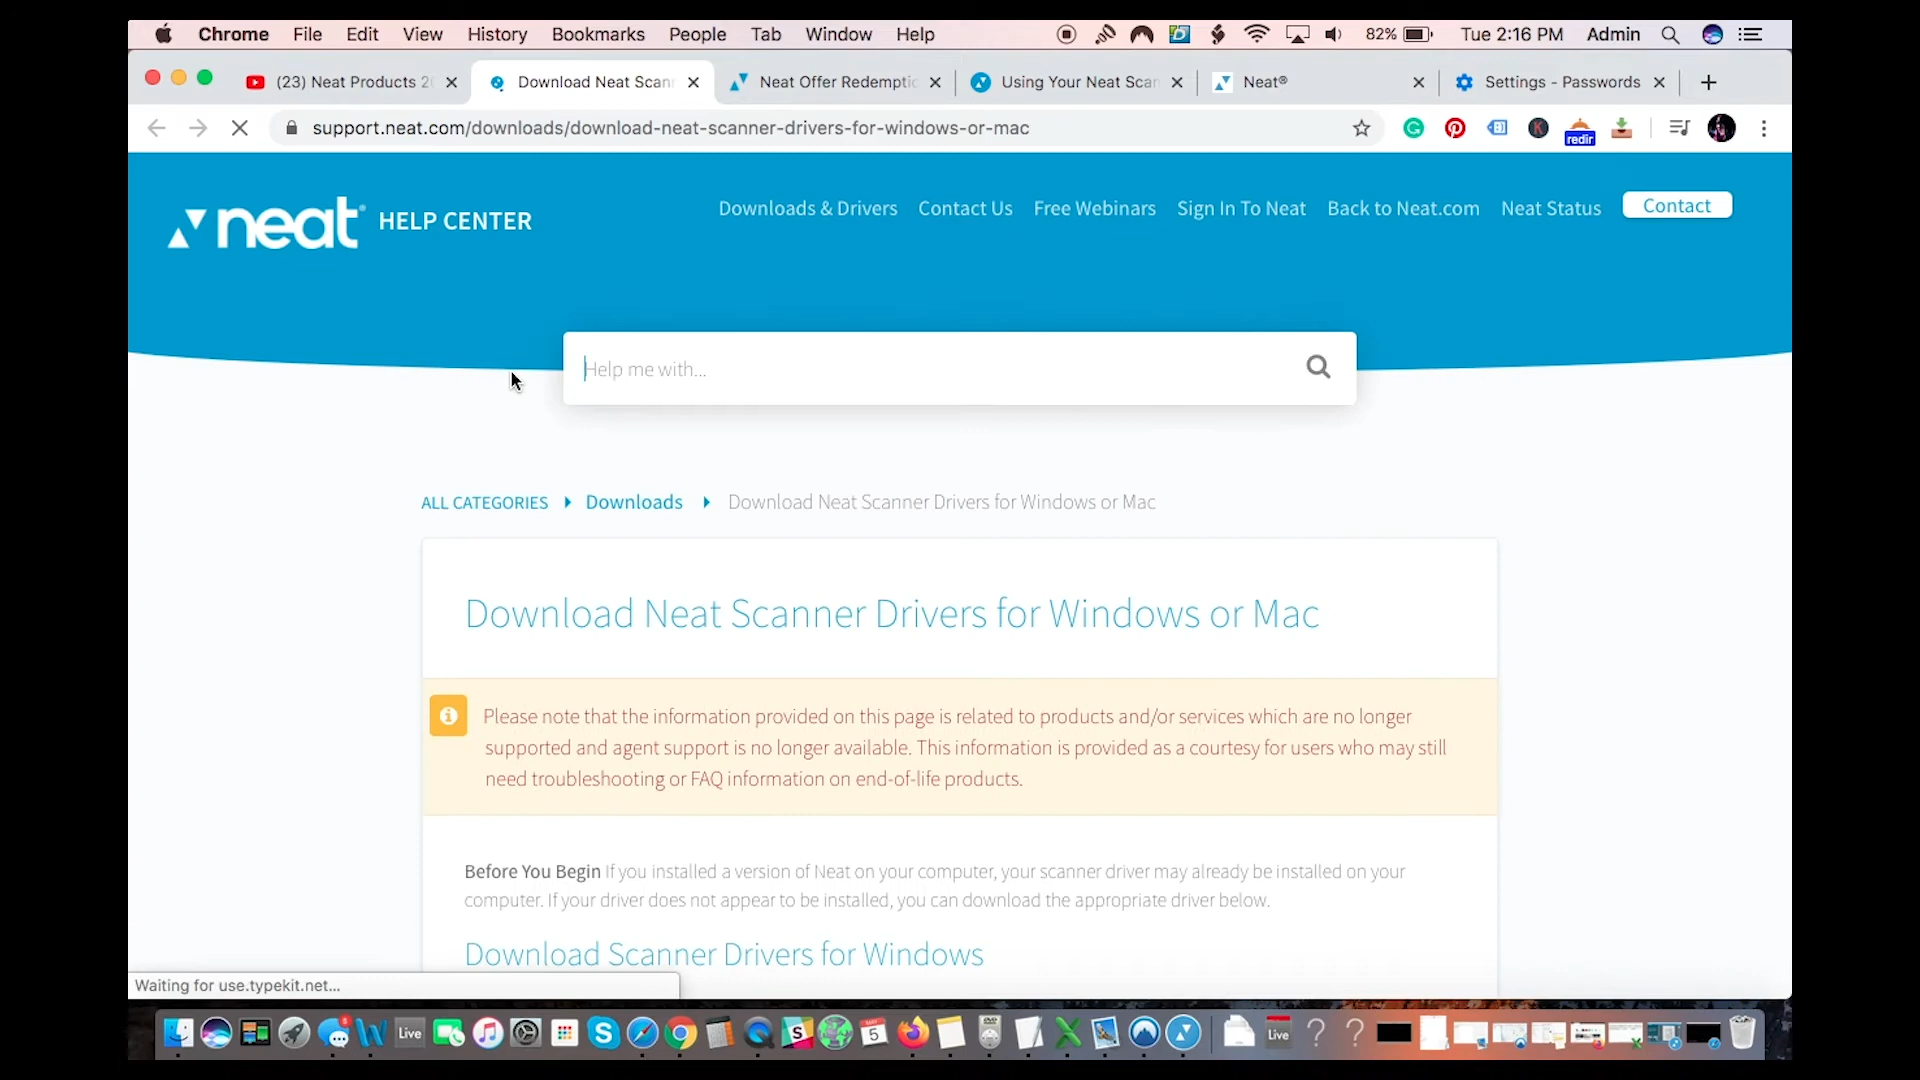 Chrome File Edit View History Bookmarks People Tab Window Help 82% Tue 2:16 PM Admin
(23) Neat Products 2
Download Neat Scan
Neat Offer Redempti
Using Your Neat Scan
Neat®
Settings - Passwords
support.neat.com/downloads/download-neat-scanner-drivers-for-windows-or-mac
redir
neat HELP CENTER
Downloads & Drivers Contact Us Free Webinars Sign In To Neat Back to Neat.com Neat Status Contact
Help me with...
ALL CATEGORIES Downloads Download Neat Scanner Drivers for Windows or Mac
Download Neat Scanner Drivers for Windows or Mac
Please note that the information provided on this page is related to products and/or services which are no longer
supported and agent support is no longer available. This information is provided as a courtesy for users who may still
need troubleshooting or FAQ information on end-of-life products.
Before You Begin If you installed a version of Neat on your computer, your scanner driver may already be installed on your
computer. If your driver does not appear to be installed, you can download the appropriate driver below.
Download Scanner Drivers for Windows
Waiting for use.typekit.net...
Live
5
Live